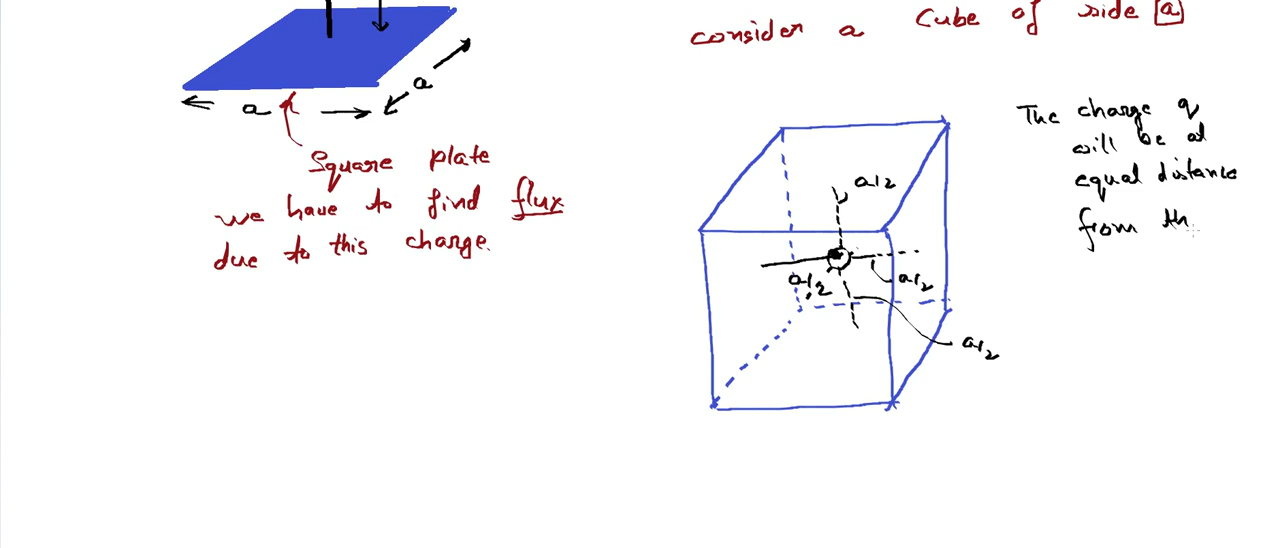 consider a cube of side a
a
a
Square plate
we have to find flux
due to this charge.
The charge q
will be at
equal distance
from th
a/2
a/2
a/2
a/2